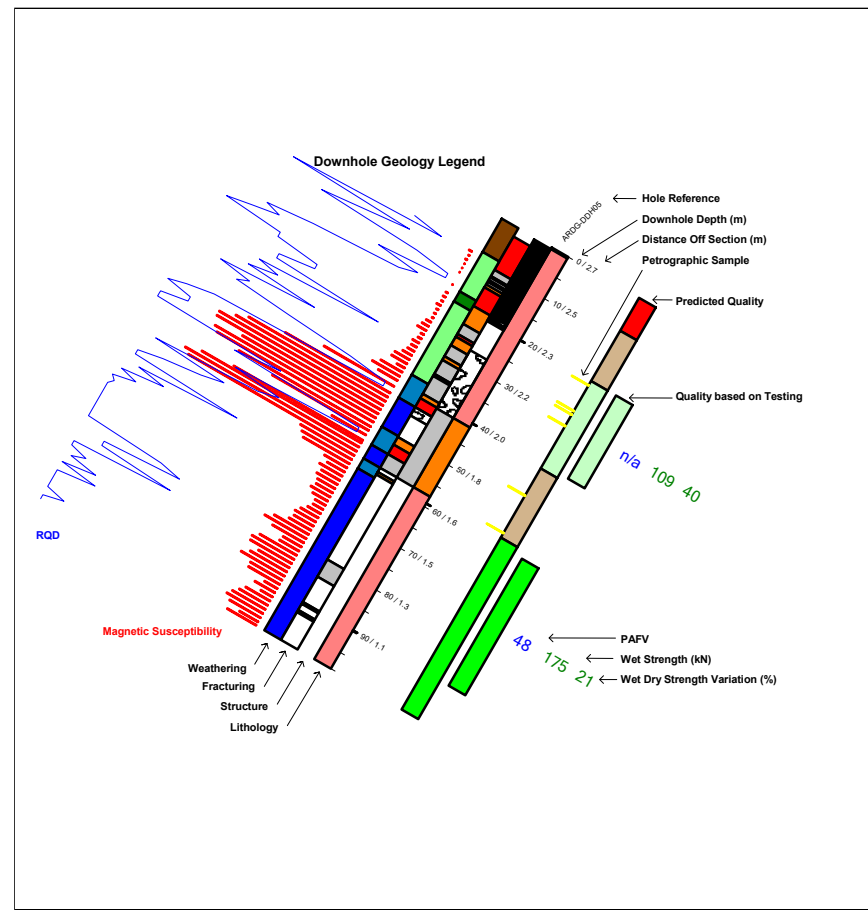 Downhole Geology Legend
ARDG-DDH05
Hole Reference
Downhole Depth (m)
Distance Off Section (m)
Petrographic Sample
Predicted Quality
Quality based on Testing
0 / 2.7
10 / 2.5
20 / 2.3
30 / 2.2
40 / 2.0
50 / 1.8
60 / 1.6
70 / 1.5
80 / 1.3
90 / 1.1
n/a 109 40
48 175 21
PAFV
Wet Strength (kN)
Wet Dry Strength Variation (%)
RQD
Magnetic Susceptibility
Weathering
Fracturing
Structure
Lithology